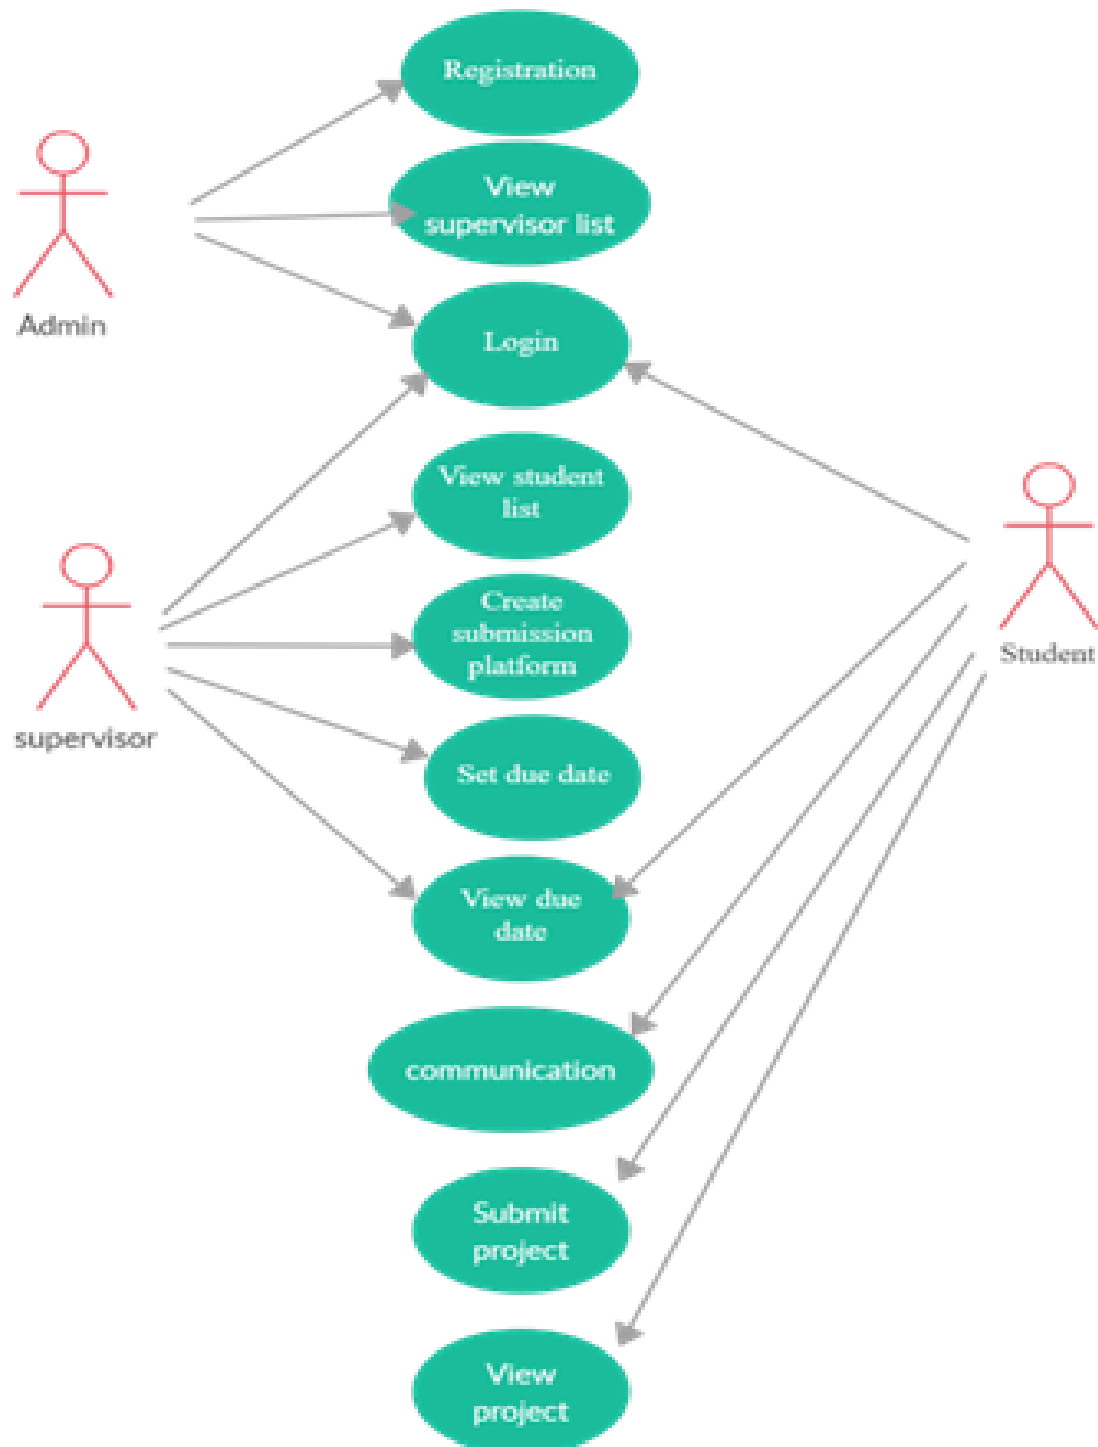 Registration
View
supervisor list
Admin
Login
View student
list
Create
submission
platform
Student
supervisor
Set due date
View due
date
communication
Submit
project
View
project